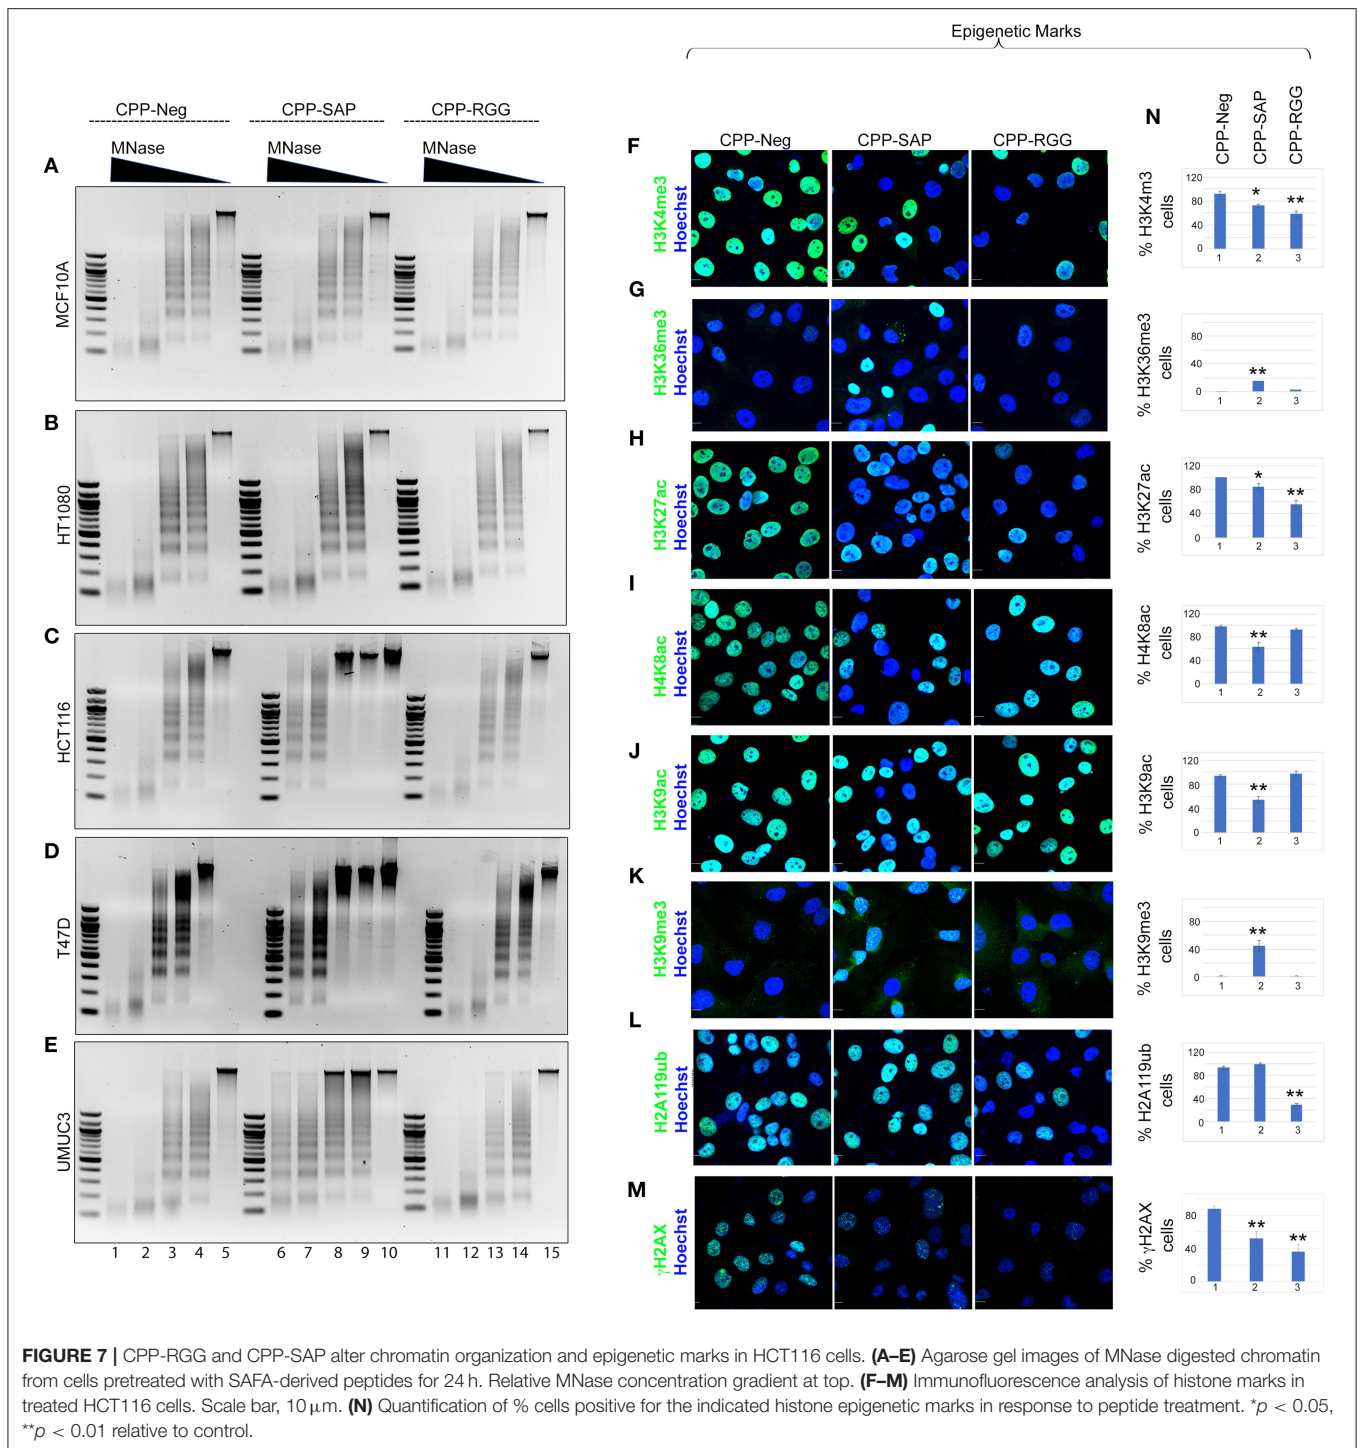 Epigenetic Marks
CPP-Neg CPP-SAP CPP-RGG
MNase MNase MNase
A
MCF10A
B
HT1080
C
HCT116
D
T47D
E
UMUC3
1 2 3 4 5 6 7 8 9 10 11 12 13 14 15
CPP-Neg CPP-SAP CPP-RGG
F
H3K4me3
Hoechst
G
H3K36me3
Hoechst
H
H3K27ac
Hoechst
I
H4K8ac
Hoechst
J
H3K9ac
Hoechst
K
H3K9me3
Hoechst
L
H2A119ub
Hoechst
M
γH2AX
Hoechst
N
CPP-Neg
CPP-SAP
CPP-RGG
% H3K4m3
cells
120
80
40
0
* **
1 2 3
% H3K36me3
cells
80
40
0
**
1 2 3
% H3K27ac
cells
120
80
40
0
* **
1 2 3
% H4K8ac
cells
120
80
40
0
**
1 2 3
% H3K9ac
cells
120
80
40
0
**
1 2 3
% H3K9me3
cells
80
40
0
**
1 2 3
% H2A119ub
cells
120
80
40
0
**
1 2 3
% γH2AX
cells
80
40
0
** **
1 2 3
FIGURE 7 | CPP-RGG and CPP-SAP alter chromatin organization and epigenetic marks in HCT116 cells. (A–E) Agarose gel images of MNase digested chromatin
from cells pretreated with SAFA-derived peptides for 24 h. Relative MNase concentration gradient at top. (F–M) Immunofluorescence analysis of histone marks in
treated HCT116 cells. Scale bar, 10 μm. (N) Quantification of % cells positive for the indicated histone epigenetic marks in response to peptide treatment. *p < 0.05,
**p < 0.01 relative to control.